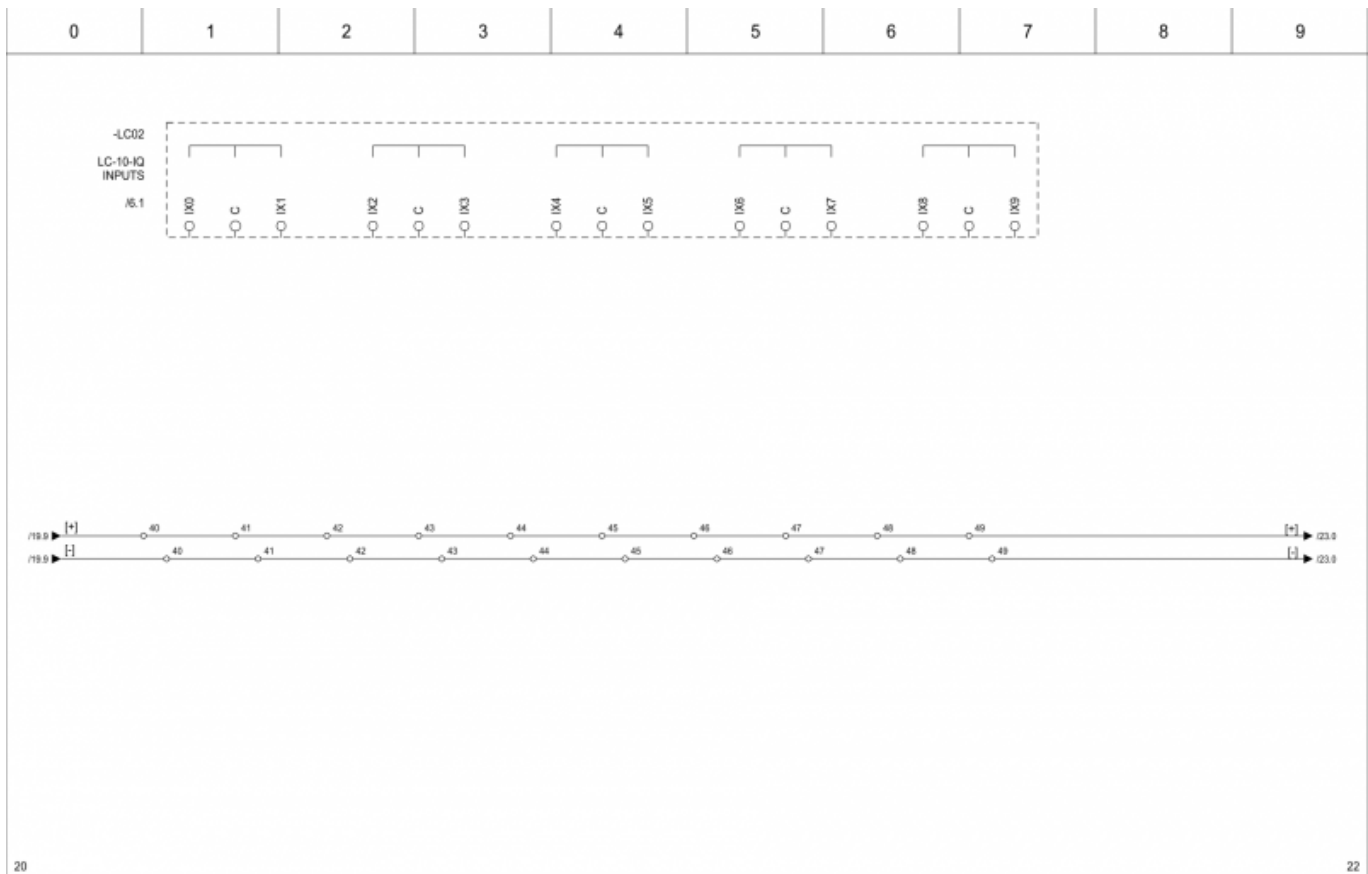 0 1 2 3 4 5 6 7 8 9
-LC02
LC-10-IQ
INPUTS
/6.1
IX0 C IX1 IX2 C IX3 IX4 C IX5 IX6 C IX7 IX8 C IX9
/19.9 [+] 40 41 42 43 44 45 46 47 48 49 [+] /23.0
/19.9 [-] 40 41 42 43 44 45 46 47 48 49 [-] /23.0
20 22